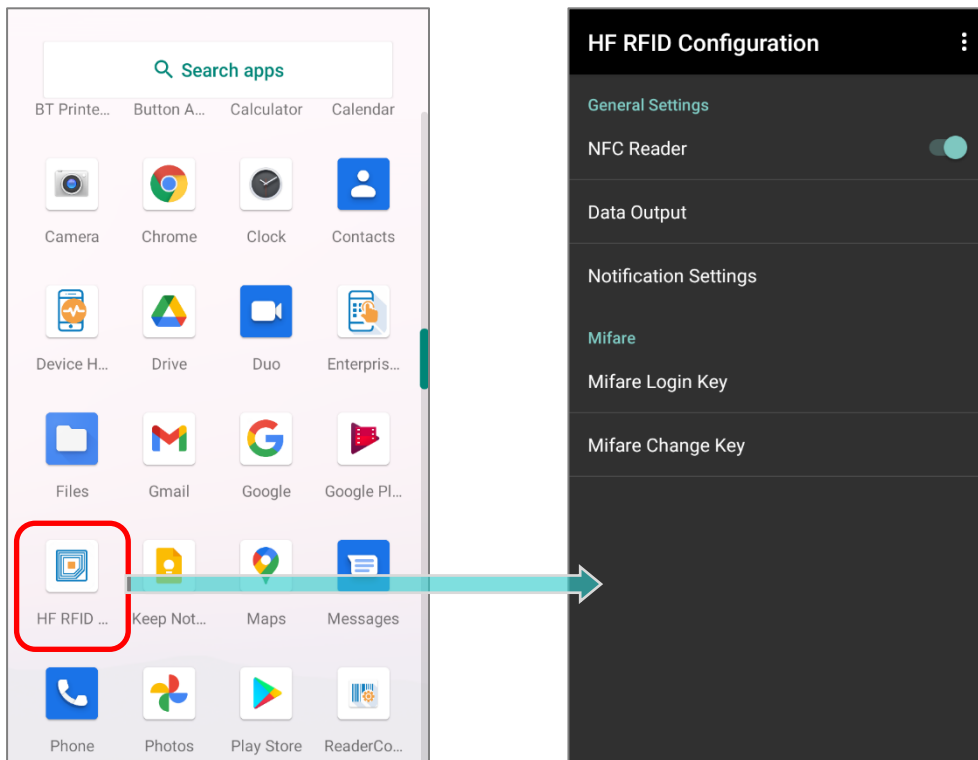 Search apps
BT Printe... Button A... Calculator Calendar
Camera Chrome Clock Contacts
Device H... Drive Duo Enterpris...
Files Gmail Google Google Pl...
HF RFID ... Keep Not... Maps Messages
Phone Photos Play Store ReaderCo...
HF RFID Configuration
General Settings
NFC Reader
Data Output
Notification Settings
Mifare
Mifare Login Key
Mifare Change Key